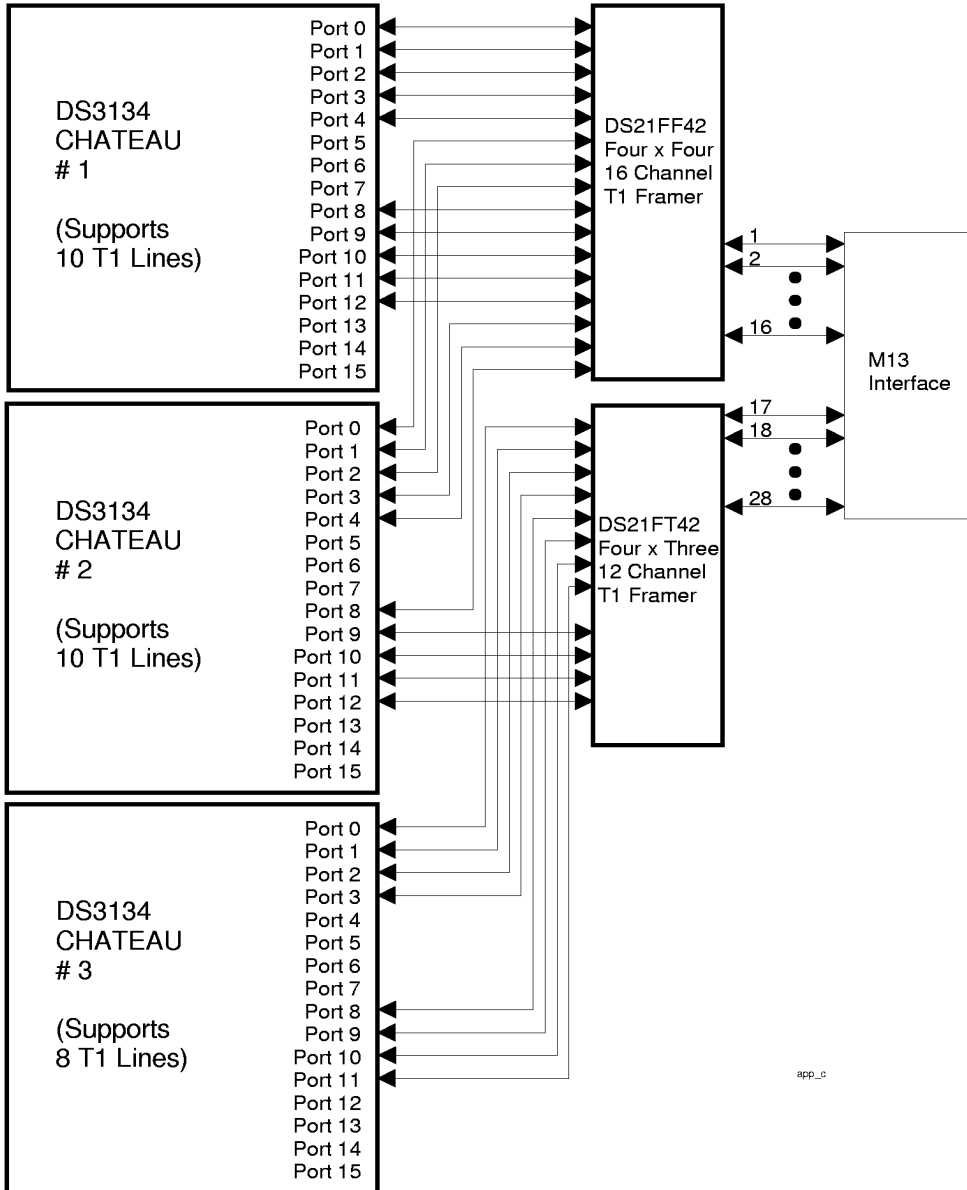 DS3134
CHATEAU
# 1
(Supports
10 T1 Lines)
Port 0
Port 1
Port 2
Port 3
Port 4
Port 5
Port 6
Port 7
Port 8
Port 9
Port 10
Port 11
Port 12
Port 13
Port 14
Port 15
DS3134
CHATEAU
# 2
(Supports
10 T1 Lines)
Port 0
Port 1
Port 2
Port 3
Port 4
Port 5
Port 6
Port 7
Port 8
Port 9
Port 10
Port 11
Port 12
Port 13
Port 14
Port 15
DS3134
CHATEAU
# 3
(Supports
8 T1 Lines)
Port 0
Port 1
Port 2
Port 3
Port 4
Port 5
Port 6
Port 7
Port 8
Port 9
Port 10
Port 11
Port 12
Port 13
Port 14
Port 15
DS21FF42
Four x Four
16 Channel
T1 Framer
DS21FT42
Four x Three
12 Channel
T1 Framer
1
2
16
17
18
28
M13
Interface
app_c